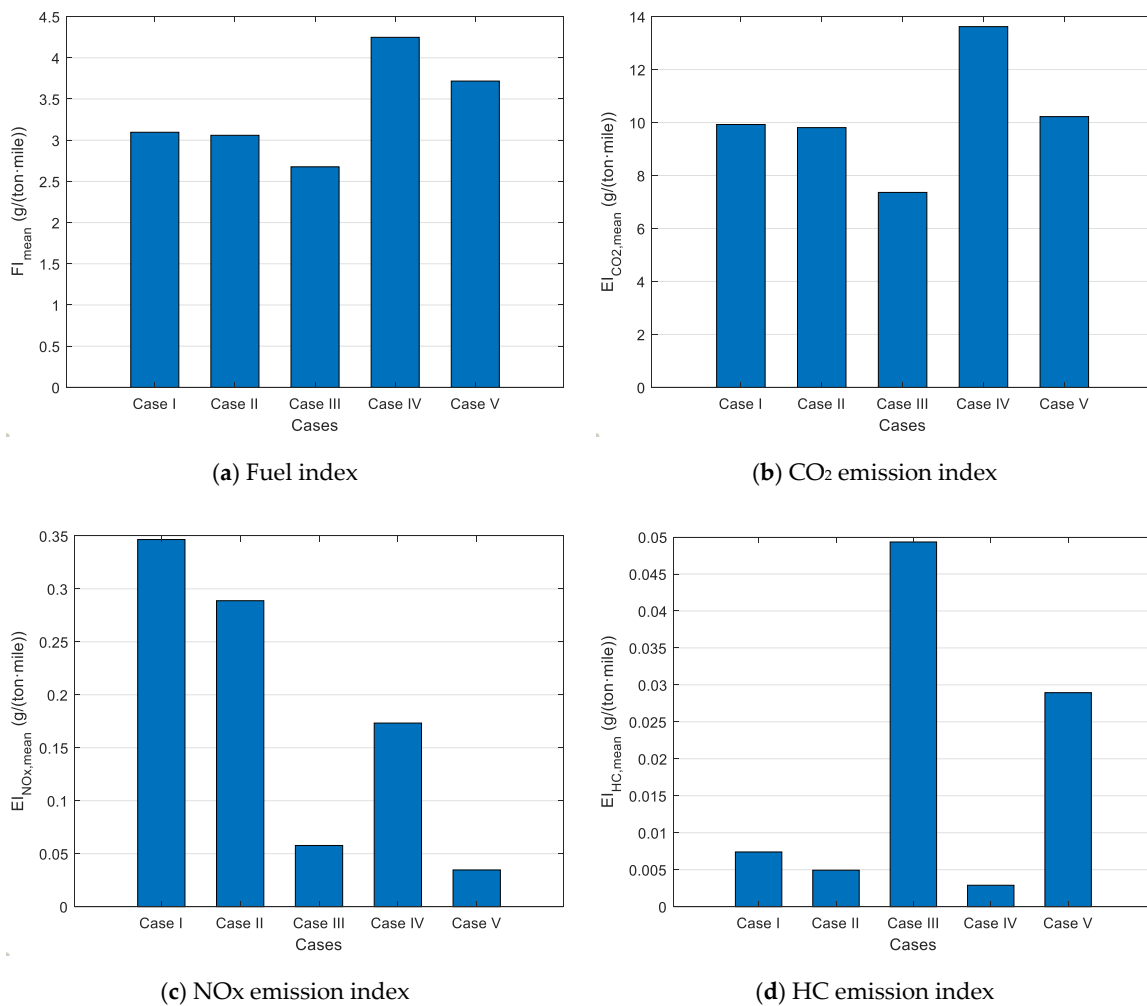 4.5
4
3.5
3
2.5
2
1.5
1
0.5
0
FI_mean (g/(ton·mile))
Case I Case II Case III Case IV Case V
Cases
(a) Fuel index
14
12
10
8
6
4
2
0
EI_CO2,mean (g/(ton·mile))
Case I Case II Case III Case IV Case V
Cases
(b) CO₂ emission index
0.35
0.3
0.25
0.2
0.15
0.1
0.05
0
EI_NOx,mean (g/(ton·mile))
Case I Case II Case III Case IV Case V
Cases
(c) NOx emission index
0.05
0.045
0.04
0.035
0.03
0.025
0.02
0.015
0.01
0.005
0
EI_HC,mean (g/(ton·mile))
Case I Case II Case III Case IV Case V
Cases
(d) HC emission index